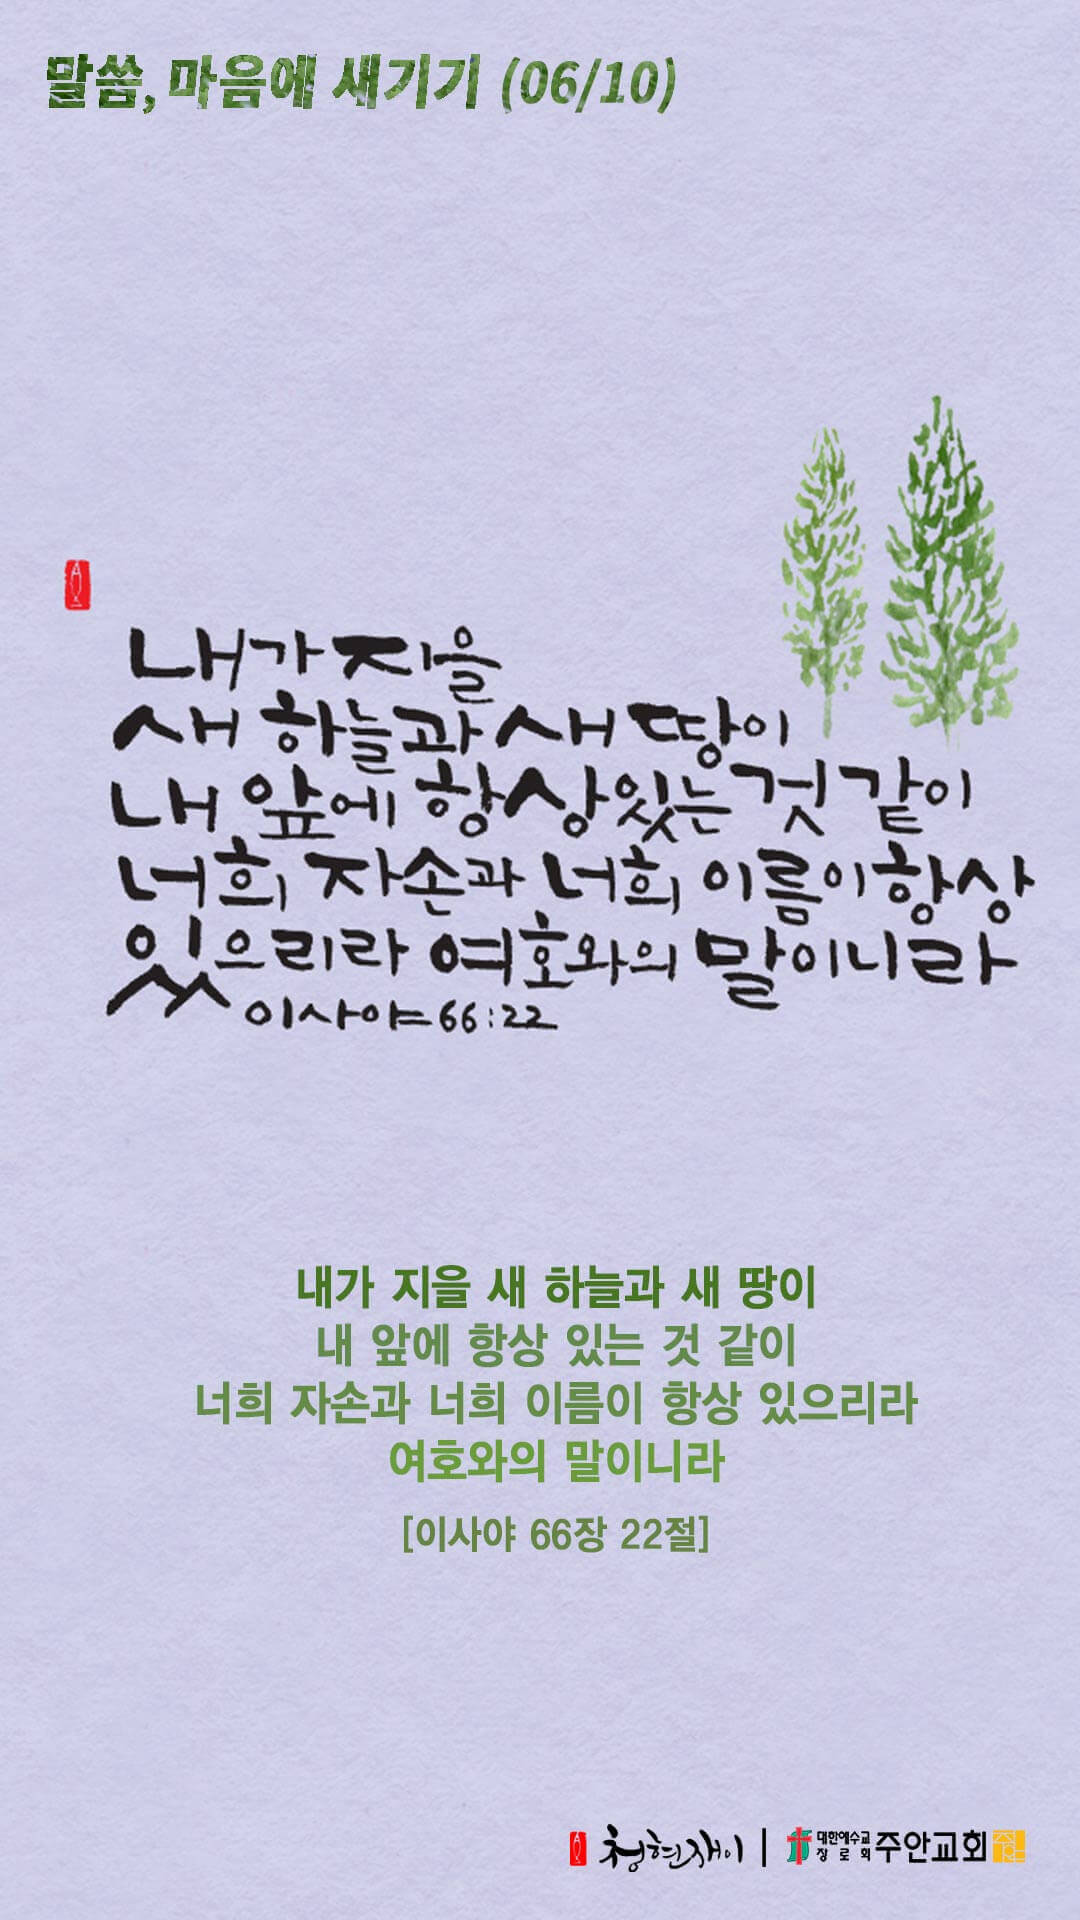 말씀, 마음에 새기기 (06/10)
내가 지을
새 하늘과 새 땅이
내 앞에 항상 있는 것 같이
너희 자손과 너희 이름이 항상
있으리라 여호와의 말이니라
이사야 66:22
내가 지을 새 하늘과 새 땅이
내 앞에 항상 있는 것 같이
너희 자손과 너희 이름이 항상 있으리라
여호와의 말이니라
[이사야 66장 22절]
청현재이 | 대한예수교 장로회 주안교회